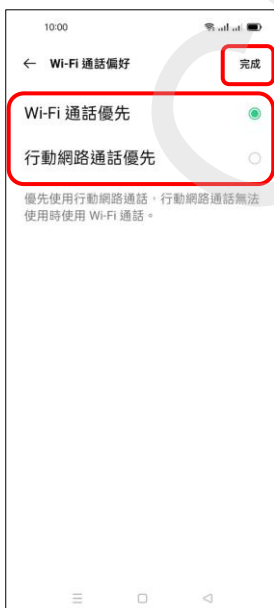 10:00
← Wi-Fi 通話偏好 完成
Wi-Fi 通話優先
行動網路通話優先
優先使用行動網路通話，行動網路通話無法
使用時使用 Wi-Fi 通話。